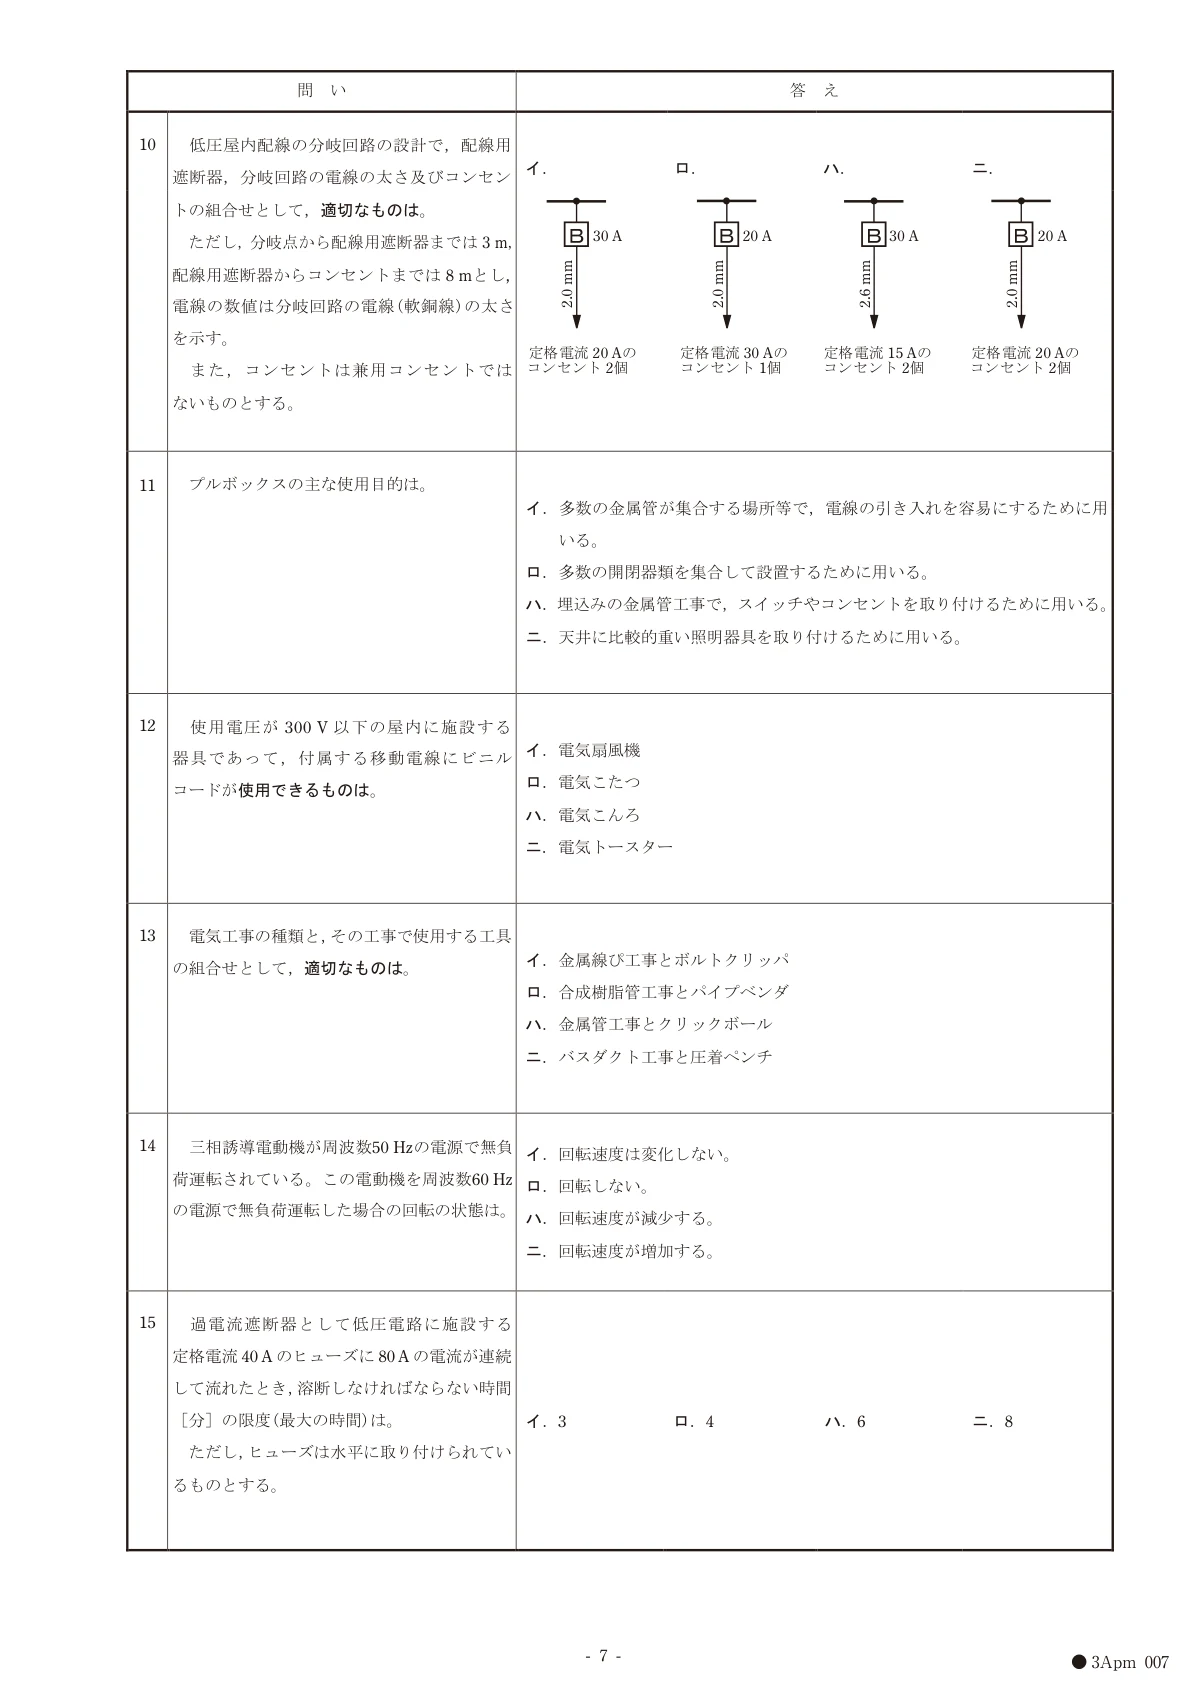 問 い
答 え
10
低圧屋内配線の分岐回路の設計で，配線用
遮断器，分岐回路の電線の太さ及びコンセン
トの組合せとして，適切なものは。
ただし，分岐点から配線用遮断器までは 3 m，
配線用遮断器からコンセントまでは 8 mとし，
電線の数値は分岐回路の電線(軟銅線)の太さ
を示す。
また，コンセントは兼用コンセントでは
ないものとする。
イ．
B 30 A
2.0 mm
定格電流 20 Aの
コンセント 2個
ロ．
B 20 A
2.0 mm
定格電流 30 Aの
コンセント 1個
ハ．
B 30 A
2.6 mm
定格電流 15 Aの
コンセント 2個
ニ．
B 20 A
2.0 mm
定格電流 20 Aの
コンセント 2個
11
プルボックスの主な使用目的は。
イ．多数の金属管が集合する場所等で，電線の引き入れを容易にするために用
いる。
ロ．多数の開閉器類を集合して設置するために用いる。
ハ．埋込みの金属管工事で，スイッチやコンセントを取り付けるために用いる。
ニ．天井に比較的重い照明器具を取り付けるために用いる。
12
使用電圧が 300 V 以下の屋内に施設する
器具であって，付属する移動電線にビニル
コードが使用できるものは。
イ．電気扇風機
ロ．電気こたつ
ハ．電気こんろ
ニ．電気トースター
13
電気工事の種類と，その工事で使用する工具
の組合せとして，適切なものは。
イ．金属線ぴ工事とボルトクリッパ
ロ．合成樹脂管工事とパイプベンダ
ハ．金属管工事とクリックボール
ニ．バスダクト工事と圧着ペンチ
14
三相誘導電動機が周波数50 Hzの電源で無負
荷運転されている。この電動機を周波数60 Hz
の電源で無負荷運転した場合の回転の状態は。
イ．回転速度は変化しない。
ロ．回転しない。
ハ．回転速度が減少する。
ニ．回転速度が増加する。
15
過電流遮断器として低圧電路に施設する
定格電流 40 A のヒューズに 80 A の電流が連続
して流れたとき，溶断しなければならない時間
［分］の限度(最大の時間)は。
ただし，ヒューズは水平に取り付けられてい
るものとする。
イ．3
ロ．4
ハ．6
ニ．8
- 7 -
●3Apm 007